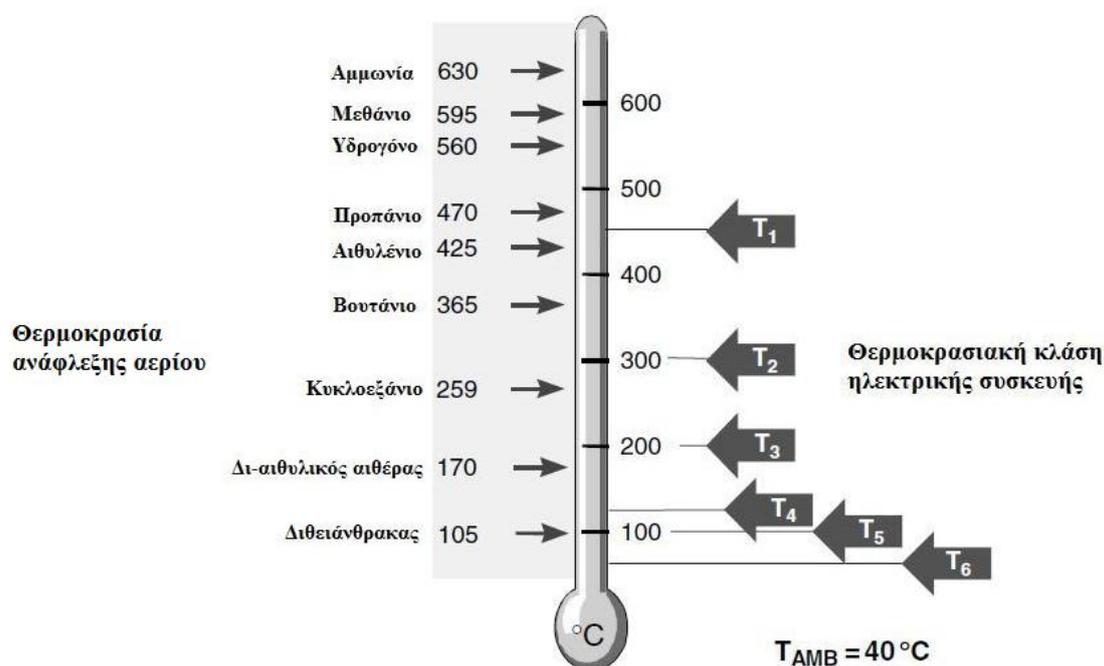 Αμμωνία 630
Μεθάνιο 595
Υδρογόνο 560
Προπάνιο 470
Αιθυλένιο 425
Βουτάνιο 365
Κυκλοεξάνιο 259
Δι-αιθυλικός αιθέρας 170
Διθειάνθρακας 105
Θερμοκρασία
ανάφλεξης αερίου
600
500
400
300
200
100
°C
T1
T2
T3
T4
T5
T6
Θερμοκρασιακή κλάση
ηλεκτρικής συσκευής
TAMB = 40 °C